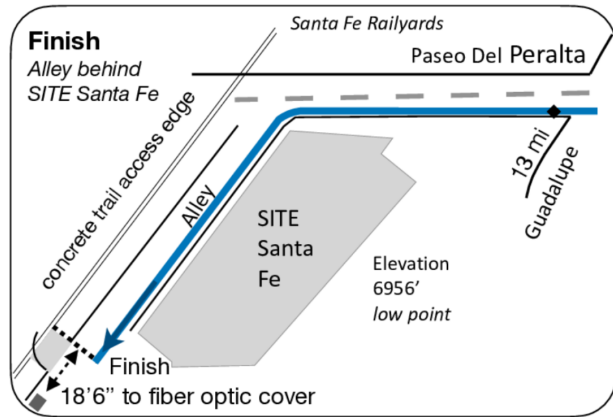 Finish
Alley behind
SITE Santa Fe
Santa Fe Railyards
Paseo Del Peralta
concrete trail access edge
Alley
13 mi
Guadalupe
SITE
Santa
Fe
Elevation
6956’
low point
Finish
18’6” to fiber optic cover